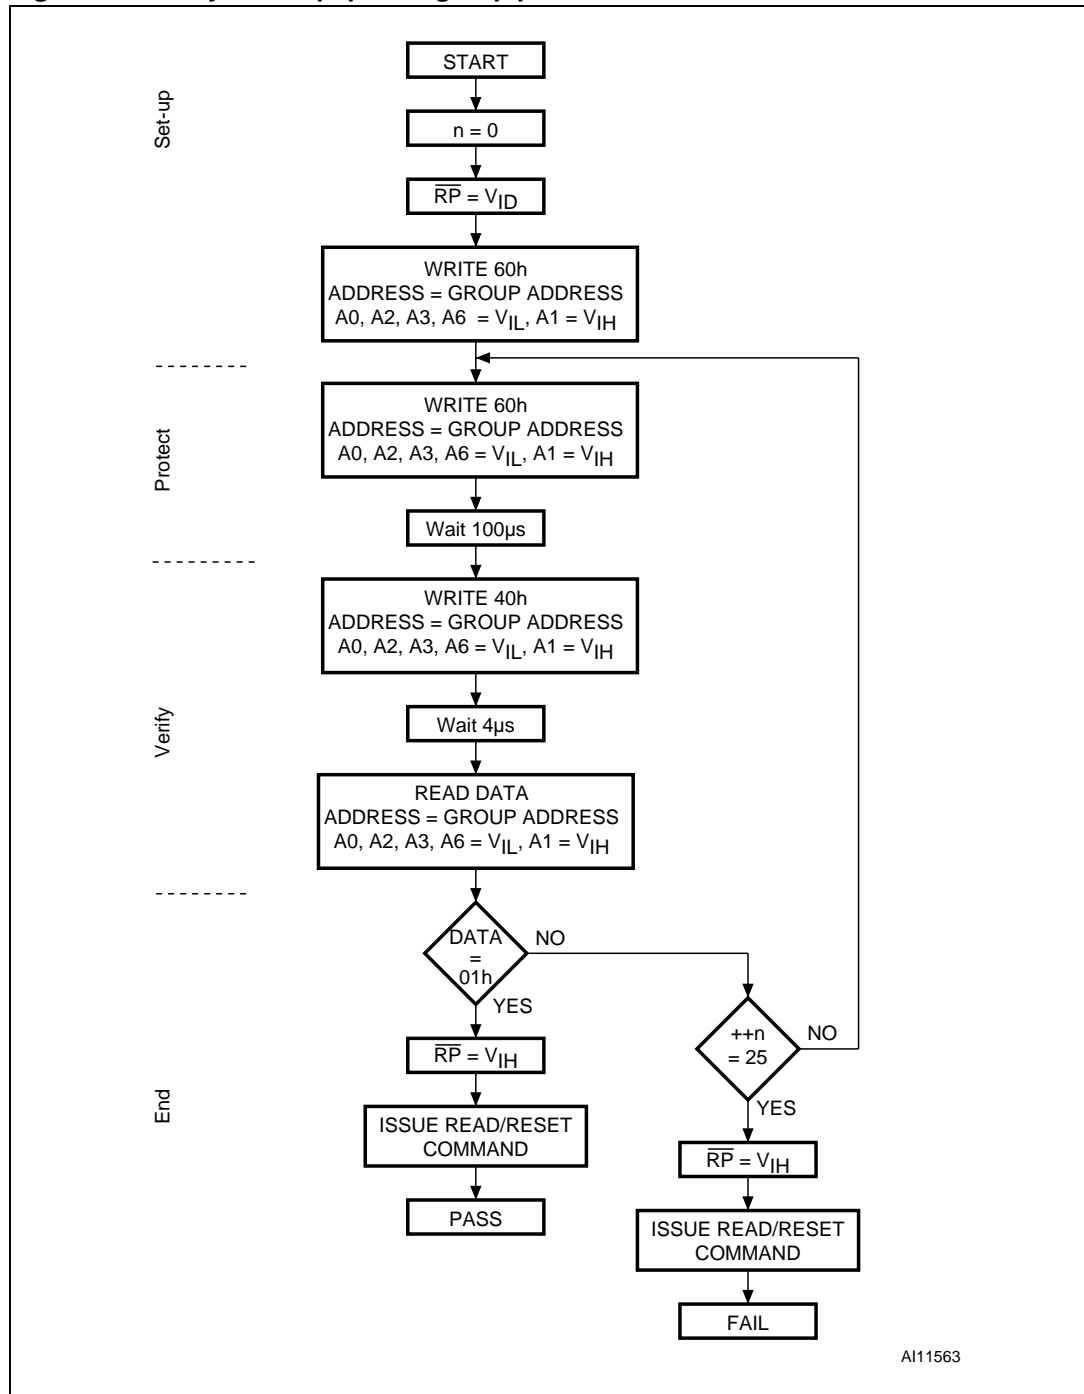 START
Set-up
n = 0
RP = VID
WRITE 60h
ADDRESS = GROUP ADDRESS
A0, A2, A3, A6 = VIL, A1 = VIH
Protect
WRITE 60h
ADDRESS = GROUP ADDRESS
A0, A2, A3, A6 = VIL, A1 = VIH
Wait 100µs
Verify
WRITE 40h
ADDRESS = GROUP ADDRESS
A0, A2, A3, A6 = VIL, A1 = VIH
Wait 4µs
READ DATA
ADDRESS = GROUP ADDRESS
A0, A2, A3, A6 = VIL, A1 = VIH
End
DATA
=
01h
NO
YES
++n
= 25
NO
YES
RP = VIH
ISSUE READ/RESET
COMMAND
PASS
RP = VIH
ISSUE READ/RESET
COMMAND
FAIL
AI11563